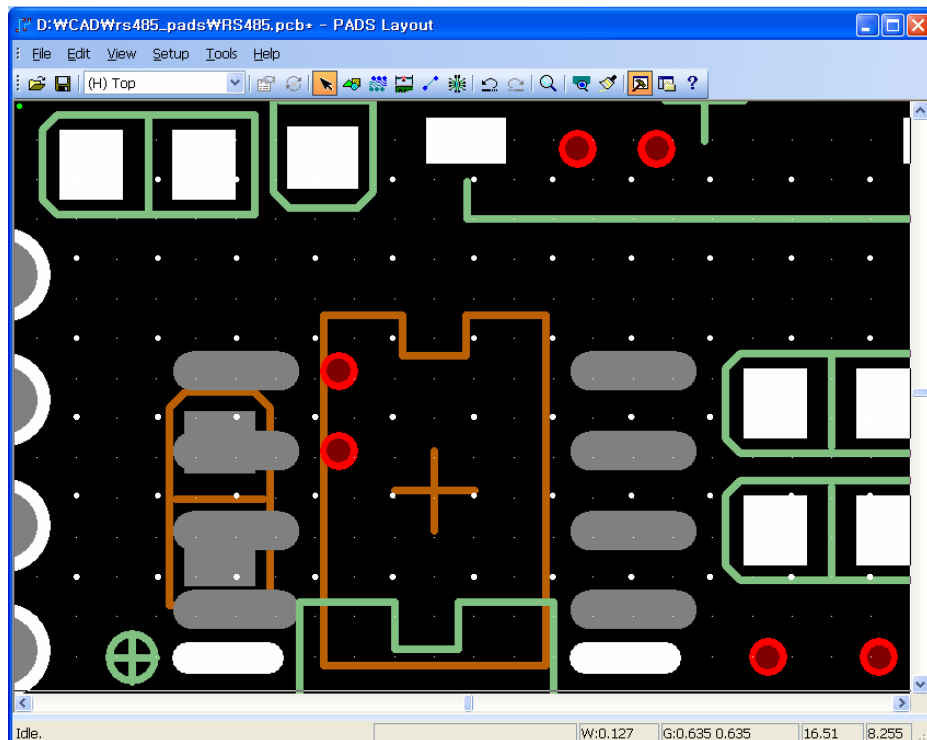 D:₩CAD₩rs485_pads₩RS485.pcb* - PADS Layout
File Edit View Setup Tools Help
(H) Top
Idle.
W:0.127 G:0.635 0.635 16.51 8.255